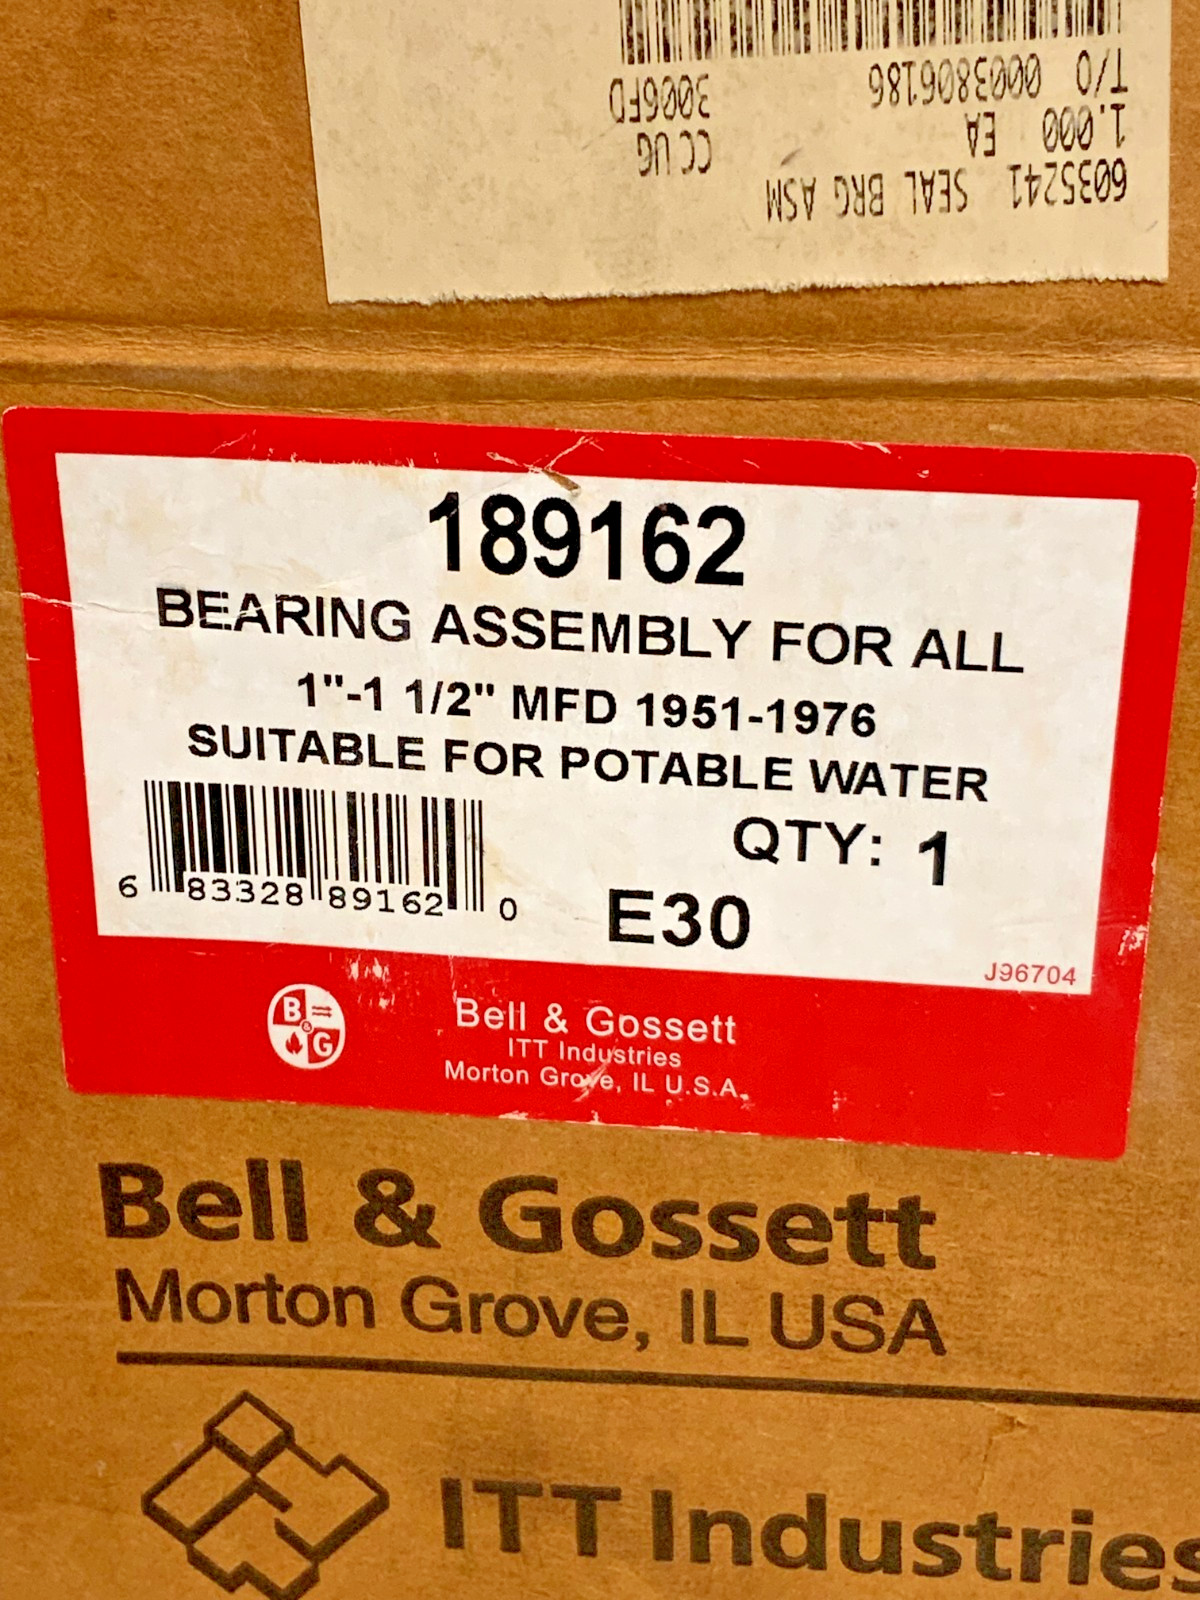 6035241 SEAL BRG ASM
1.000 EA CC UG
T/O 0003806186 3006FD
189162
BEARING ASSEMBLY FOR ALL
1"-1 1/2" MFD 1951-1976
SUITABLE FOR POTABLE WATER
QTY: 1
6 83328 89162 0
E30
J96704
B & G
Bell & Gossett
ITT Industries
Morton Grove, IL U.S.A.
Bell & Gossett
Morton Grove, IL USA
ITT Industries